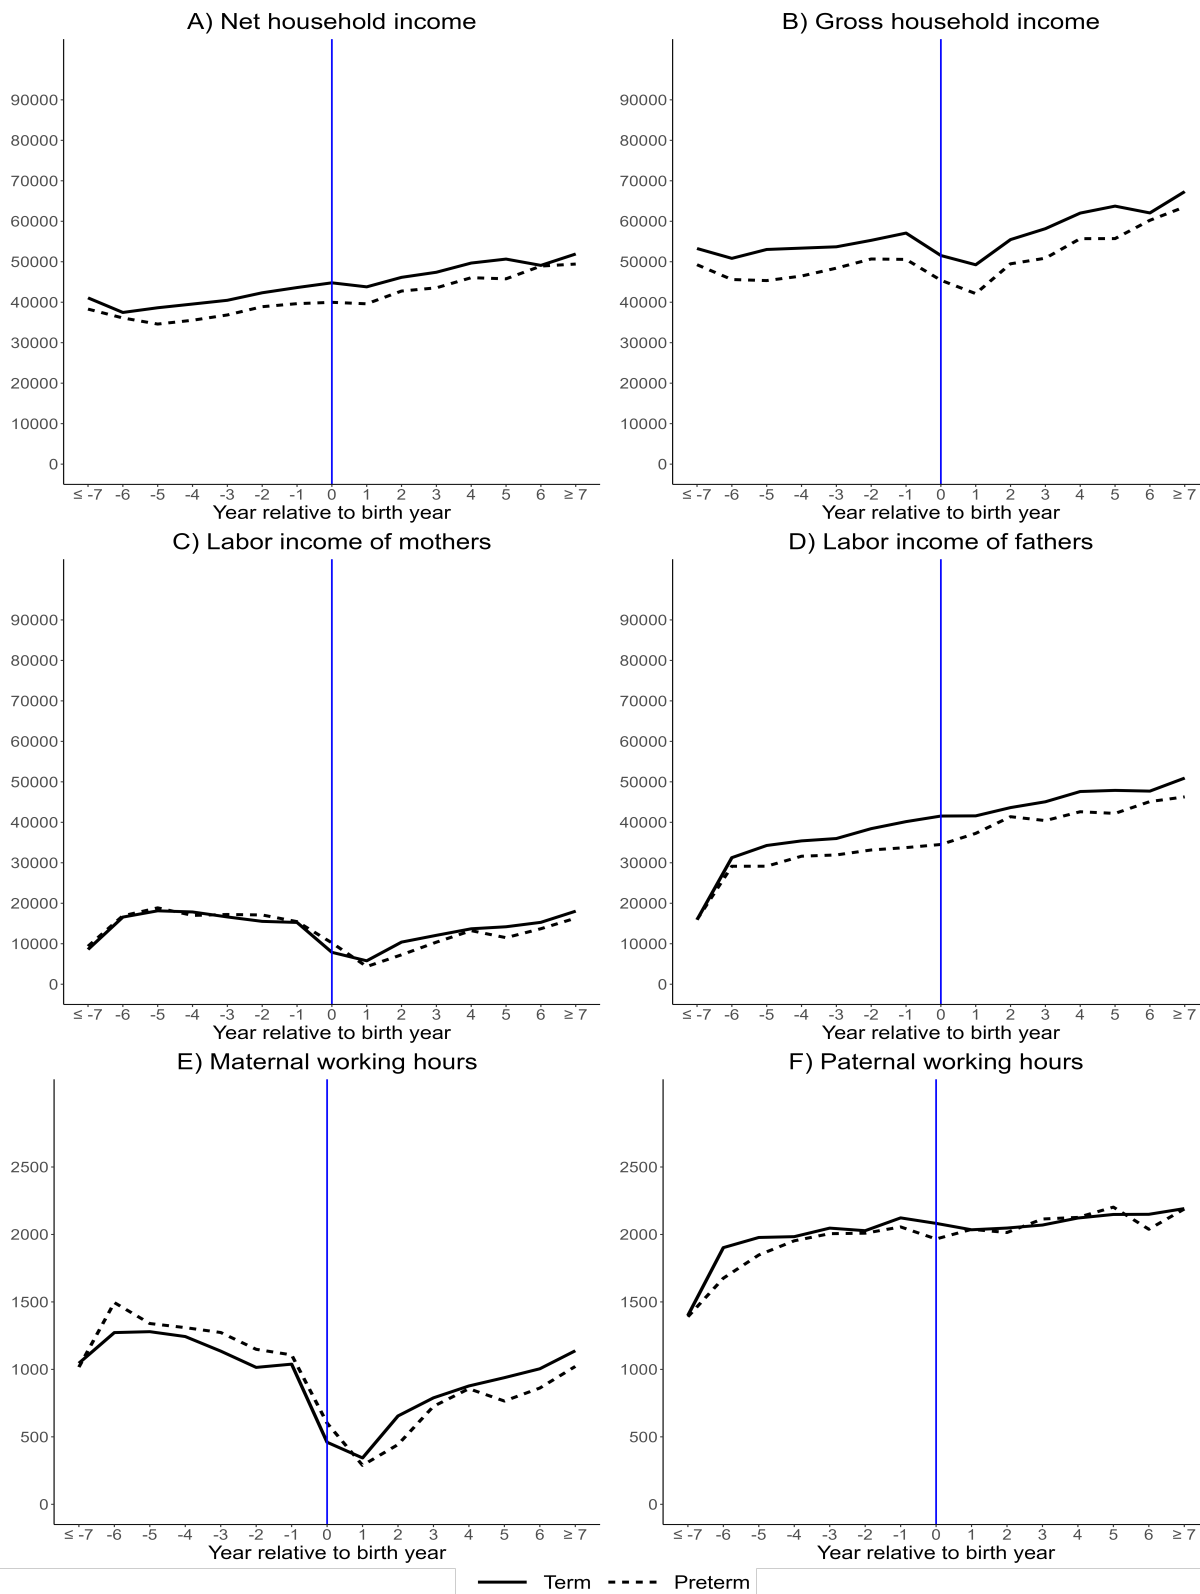 A) Net household income
90000
80000
70000
60000
50000
40000
30000
20000
10000
0
≤ -7 -6 -5 -4 -3 -2 -1 0 1 2 3 4 5 6 ≥ 7
Year relative to birth year
B) Gross household income
90000
80000
70000
60000
50000
40000
30000
20000
10000
0
≤ -7 -6 -5 -4 -3 -2 -1 0 1 2 3 4 5 6 ≥ 7
Year relative to birth year
C) Labor income of mothers
90000
80000
70000
60000
50000
40000
30000
20000
10000
0
≤ -7 -6 -5 -4 -3 -2 -1 0 1 2 3 4 5 6 ≥ 7
Year relative to birth year
D) Labor income of fathers
90000
80000
70000
60000
50000
40000
30000
20000
10000
0
≤ -7 -6 -5 -4 -3 -2 -1 0 1 2 3 4 5 6 ≥ 7
Year relative to birth year
E) Maternal working hours
2500
2000
1500
1000
500
0
≤ -7 -6 -5 -4 -3 -2 -1 0 1 2 3 4 5 6 ≥ 7
Year relative to birth year
F) Paternal working hours
2500
2000
1500
1000
500
0
≤ -7 -6 -5 -4 -3 -2 -1 0 1 2 3 4 5 6 ≥ 7
Year relative to birth year
Term Preterm